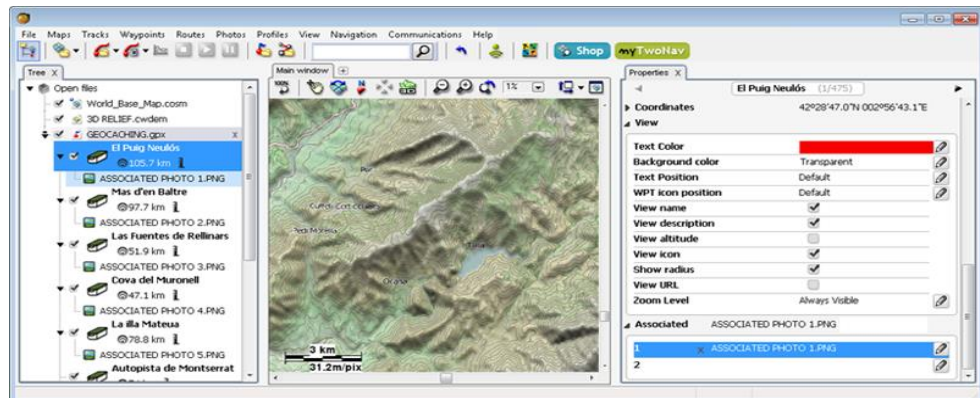 File Maps Tracks Waypoints Routes Photos Profiles View Navigation Communications Help
Shop
myTwoNav
Tree X
Open files
World_Base_Map.cosm
3D RELIEF.cwdem
GEOCACHING.gpx x
El Puig Neulós
105.7 km
ASSOCIATED PHOTO 1.PNG
Mas d'en Baltre
97.7 km
ASSOCIATED PHOTO 2.PNG
Las Fuentes de Rellinars
51.9 km
ASSOCIATED PHOTO 3.PNG
Cova del Muronell
47.1 km
ASSOCIATED PHOTO 4.PNG
La illa Mateua
78.8 km
ASSOCIATED PHOTO 5.PNG
Autopista de Montserrat
Main window
100%
1%
3 km
31.2m/pix
Properties X
El Puig Neulós (1/475)
Coordinates 42º28'47.0"N 002º56'43.1"E
View
Text Color
Background color Transparent
Text Position Default
WPT icon position Default
View name
View description
View altitude
View icon
Show radius
View URL
Zoom Level Always Visible
Associated ASSOCIATED PHOTO 1.PNG
1 x ASSOCIATED PHOTO 1.PNG
2